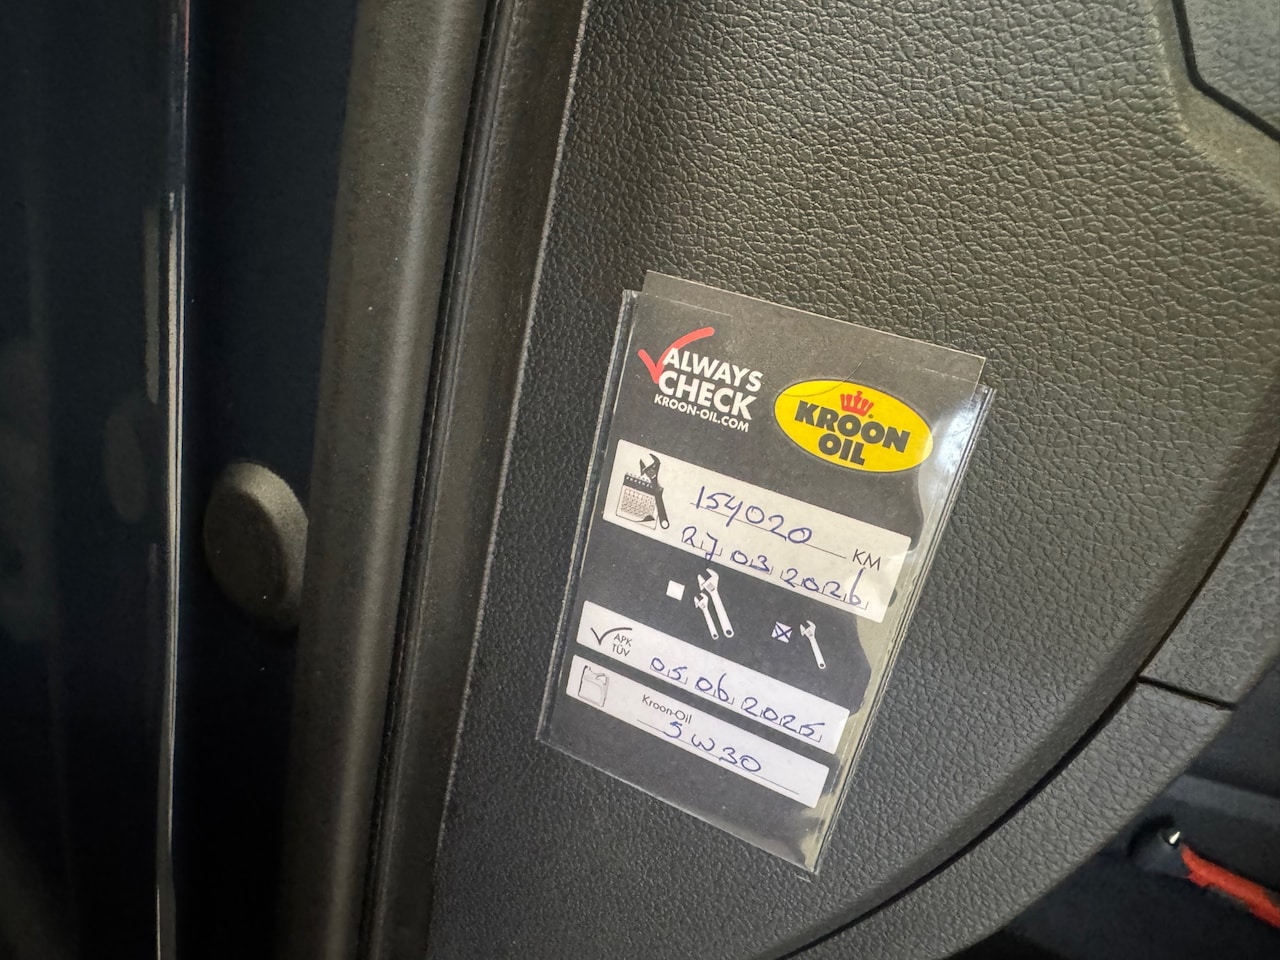 ALWAYS
CHECK
KROON-OIL.COM
KROON
OIL
154020 KM
27 03 2026
APK
TÜV
05 06 2025
Kroon-Oil
5W30